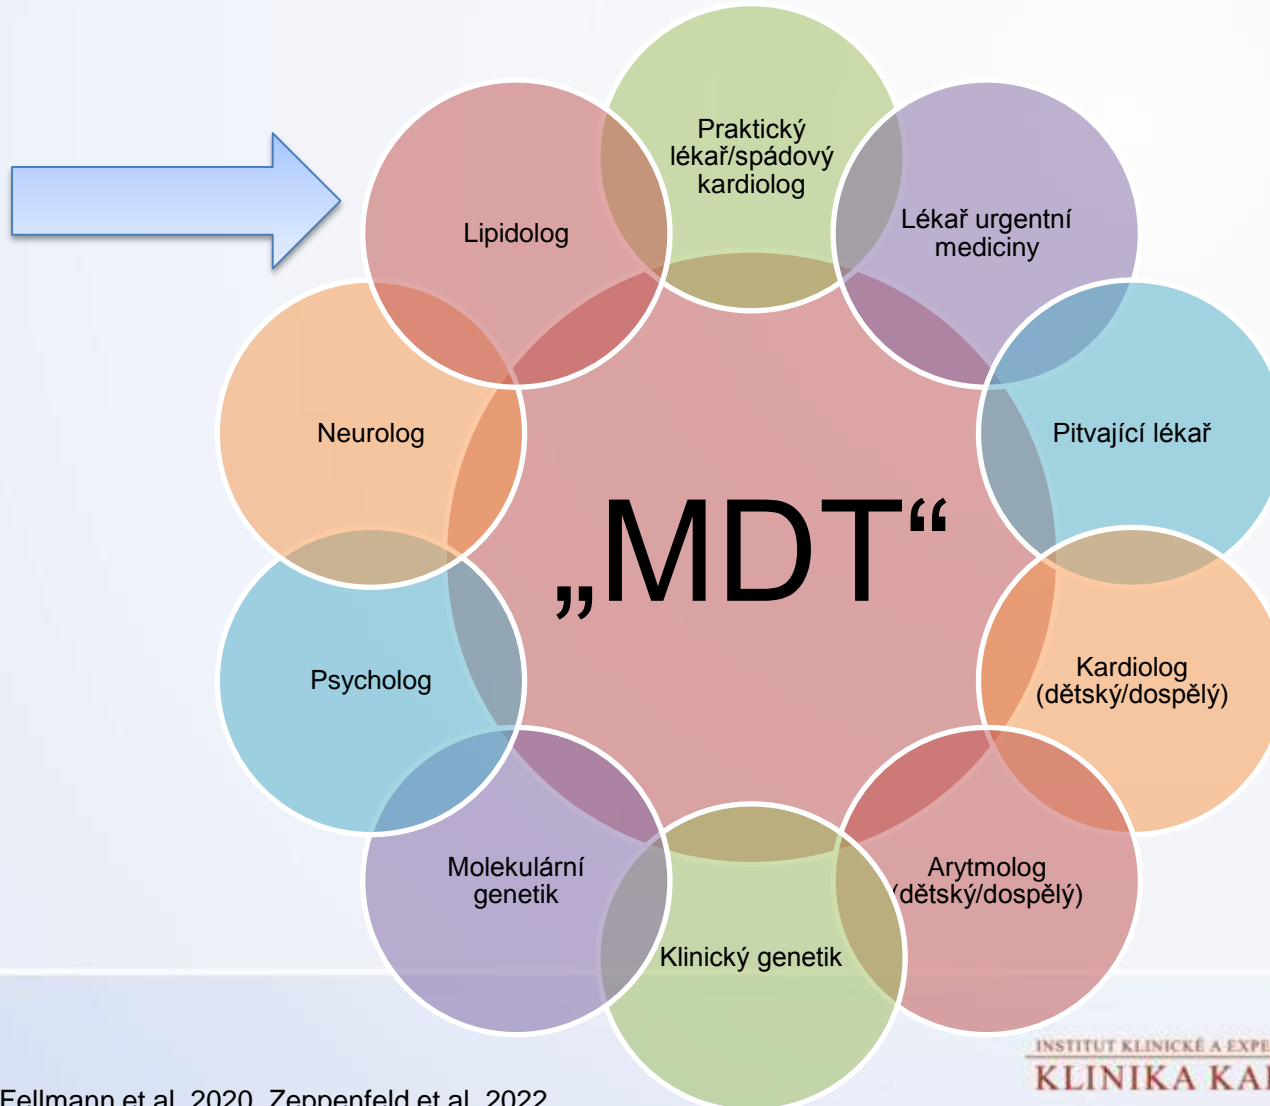 Praktický
lékař/spádový
kardiolog
Lékař urgentní
mediciny
Lipidolog
Pitvající lékař
Neurolog
„MDT“
Kardiolog
(dětský/dospělý)
Psycholog
Arytmolog
(dětský/dospělý)
Molekulární
genetik
Klinický genetik
INSTITUT KLINICKÉ A EXPE
KLINIKA KA
Fellmann et al. 2020, Zeppenfeld et al. 2022